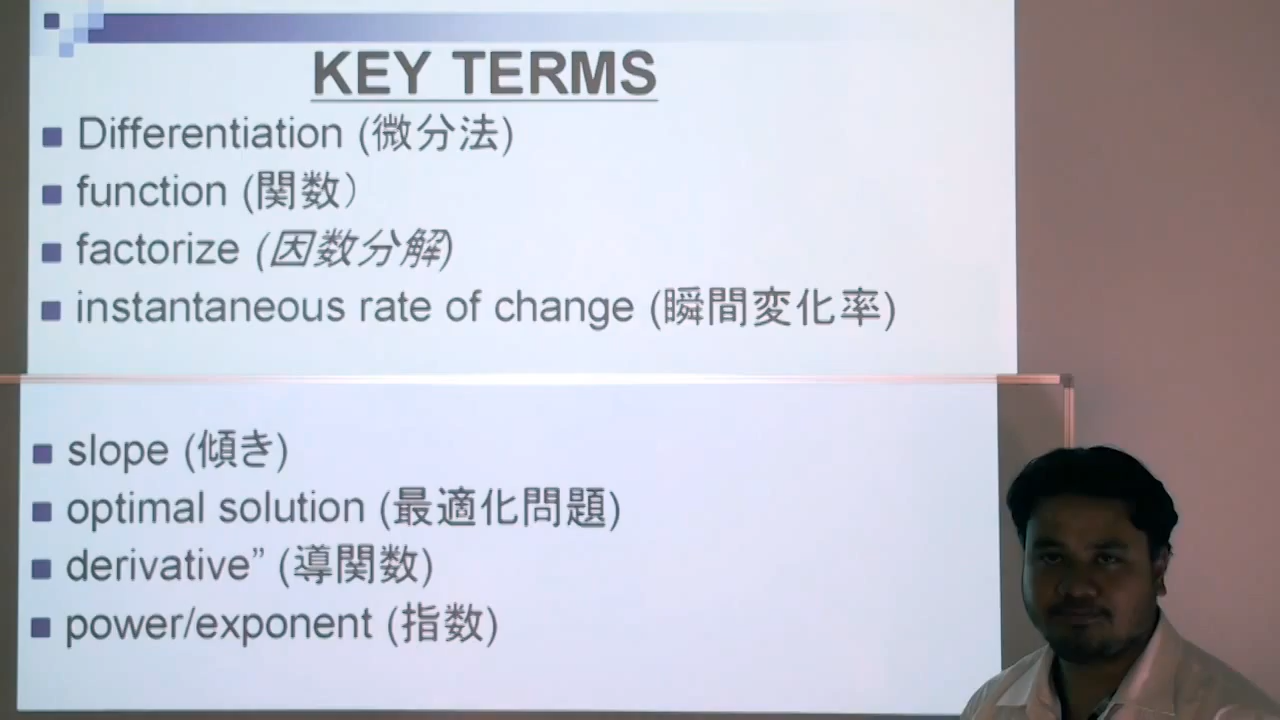 KEY TERMS
Differentiation (微分法)
function (関数）
factorize (因数分解)
instantaneous rate of change (瞬間変化率)
slope (傾き)
optimal solution (最適化問題)
derivative” (導関数)
power/exponent (指数)